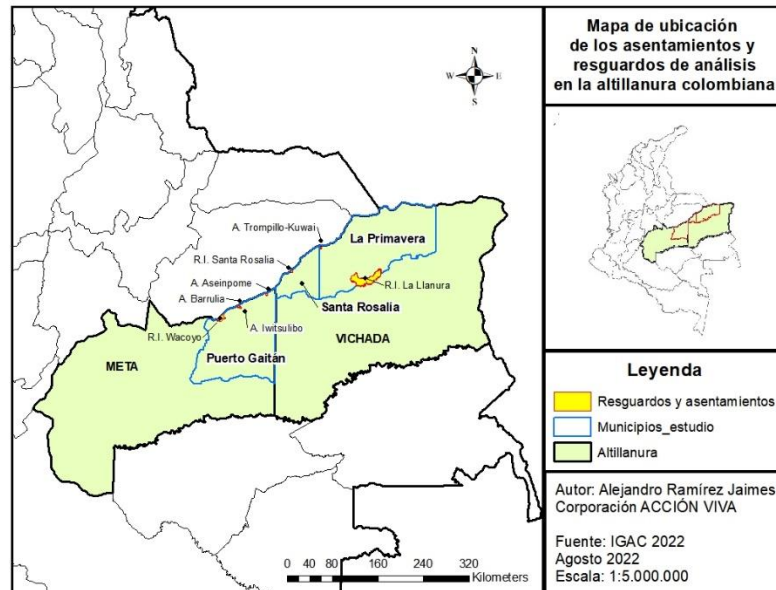 Mapa de ubicación
de los asentamientos y
resguardos de análisis
en la altillanura colombiana
N
W E
S
A. Trompillo-Kuwai
La Primavera
R.I. Santa Rosalia
A. Aseinpome
R.I. La Llanura
A. Barrulia
Santa Rosalia
A. Iwitsulibo
R.I. Wacoyo
VICHADA
Puerto Gaitán
META
0 40 80 160 240 320
Kilometers
Leyenda
Resguardos y asentamientos
Municipios_estudio
Altillanura
Autor: Alejandro Ramírez Jaimes
Corporación ACCIÓN VIVA
Fuente: IGAC 2022
Agosto 2022
Escala: 1:5.000.000